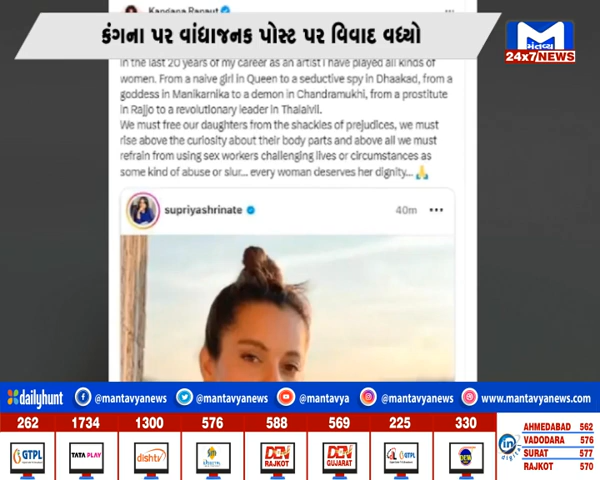 કંગના પર વાંધાજનક પોસ્ટ પર વિવાદ વધ્યો
મંતવ્ય
24x7NEWS
Kangana Ranaut
In the last 20 years of my career as an artist I have played all kinds of
women. From a naive girl in Queen to a seductive spy in Dhaakad, from a
goddess in Manikarnika to a demon in Chandramukhi, from a prostitute
in Rajjo to a revolutionary leader in Thalaivii.
We must free our daughters from the shackles of prejudices, we must
rise above the curiosity about their body parts and above all we must
refrain from using sex workers challenging lives or circumstances as
some kind of abuse or slur... every woman deserves her dignity... 🙏
supriyashrinate 40m
dailyhunt @mantavyanews @mantavyanews @mantavya @mantavyanews www.mantavyanews.com
262 1734 1300 576 588 569 225 330
GTPL TATA PLAY dishtv DEN RAJKOT DEN GUJARAT GTPL DEN
in digital
AHMEDABAD 562
VADODARA 576
SURAT 577
RAJKOT 570